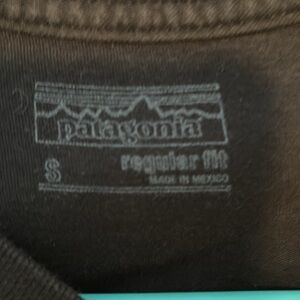 patagonia
S regular fit
MADE IN MEXICO